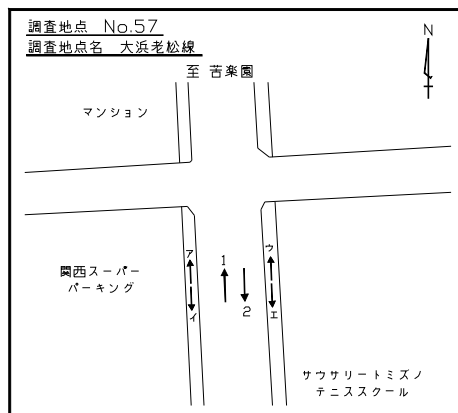 調査地点 No.57
調査地点名 大浜老松線
N
至 苦楽園
マンション
ア
イ
1
2
ウ
エ
関西スーパー
パーキング
サウサリートミズノ
テニススクール